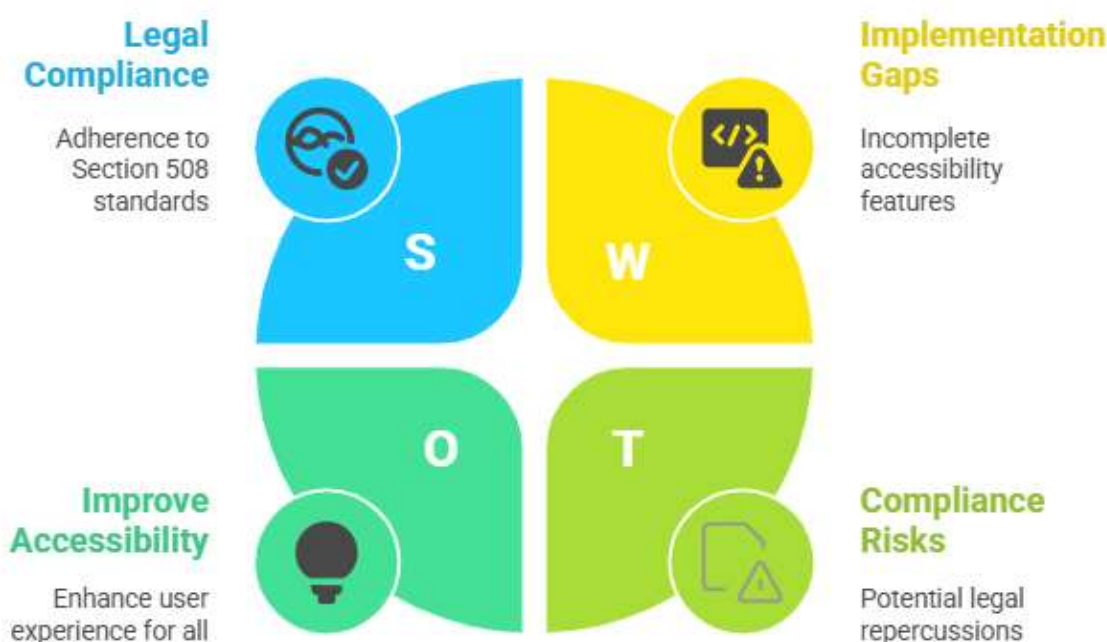 Legal
Compliance
Adherence to
Section 508
standards
S
Implementation
Gaps
Incomplete
accessibility
features
W
</>
Improve
Accessibility
Enhance user
experience for all
O
Compliance
Risks
Potential legal
repercussions
T